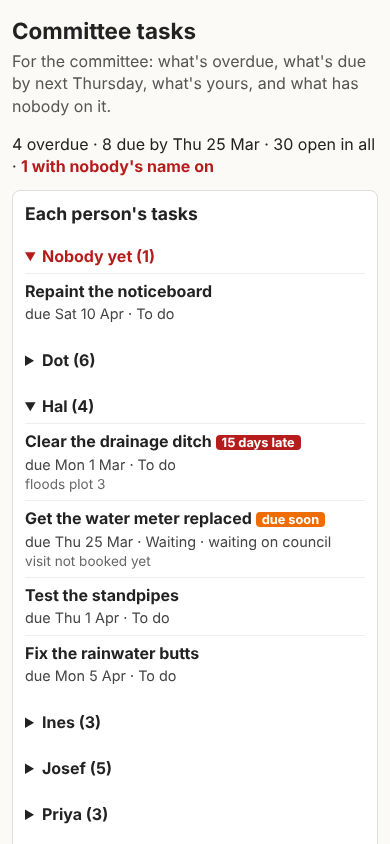 Committee tasks
For the committee: what's overdue, what's due
by next Thursday, what's yours, and what has
nobody on it.
4 overdue · 8 due by Thu 25 Mar · 30 open in all
· 1 with nobody's name on
Each person's tasks
▼ Nobody yet (1)
Repaint the noticeboard
due Sat 10 Apr · To do
▶ Dot (6)
▼ Hal (4)
Clear the drainage ditch 15 days late
due Mon 1 Mar · To do
floods plot 3
Get the water meter replaced due soon
due Thu 25 Mar · Waiting · waiting on council
visit not booked yet
Test the standpipes
due Thu 1 Apr · To do
Fix the rainwater butts
due Mon 5 Apr · To do
▶ Ines (3)
▶ Josef (5)
▶ Priya (3)